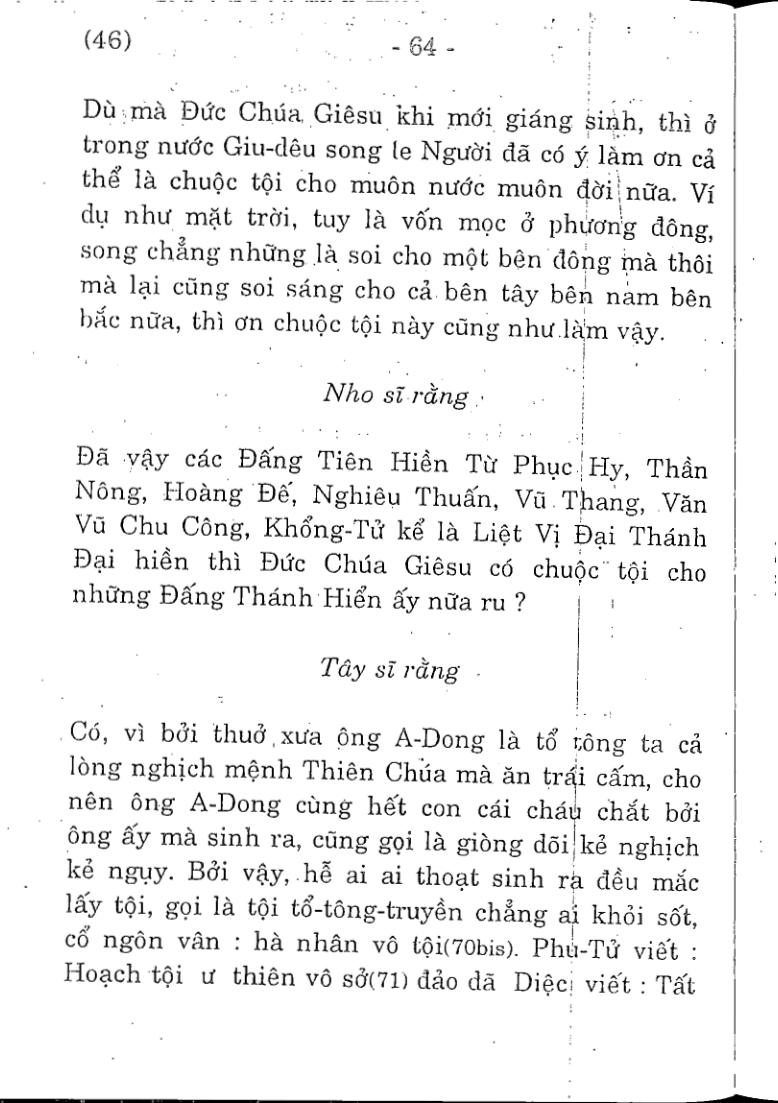 (46)
- 64 -
Dù mà Đức Chúa Giêsu khi mới giáng sinh, thì ở
trong nước Giu-dêu song le Người đã có ý làm ơn cả
thể là chuộc tội cho muôn nước muôn đời nữa. Ví
dụ như mặt trời, tuy là vốn mọc ở phương đông,
song chẳng những là soi cho một bên đông mà thôi
mà lại cũng soi sáng cho cả bên tây bên nam bên
bắc nữa, thì ơn chuộc tội này cũng như làm vậy.
Nho sĩ rằng
Đã vậy các Đấng Tiên Hiền Từ Phục Hy, Thần
Nông, Hoàng Đế, Nghiêu Thuấn, Vũ Thang, Văn
Vũ Chu Công, Khổng-Tử kể là Liệt Vị Đại Thánh
Đại hiền thì Đức Chúa Giêsu có chuộc tội cho
những Đấng Thánh Hiển ấy nữa ru ?
Tây sĩ rằng
Có, vì bởi thuở xưa ông A-Dong là tổ tông ta cả
lòng nghịch mệnh Thiên Chúa mà ăn trái cấm, cho
nên ông A-Dong cùng hết con cái cháu chắt bởi
ông ấy mà sinh ra, cũng gọi là giòng dõi kẻ nghịch
kẻ ngụy. Bởi vậy, hễ ai ai thoạt sinh ra đều mắc
lấy tội, gọi là tội tổ-tông-truyền chẳng ai khỏi sốt,
cổ ngôn vân : hà nhân vô tội(70bis). Phu-Tử viết :
Hoạch tội ư thiên vô sở(71) đảo dã Diệc viết : Tất